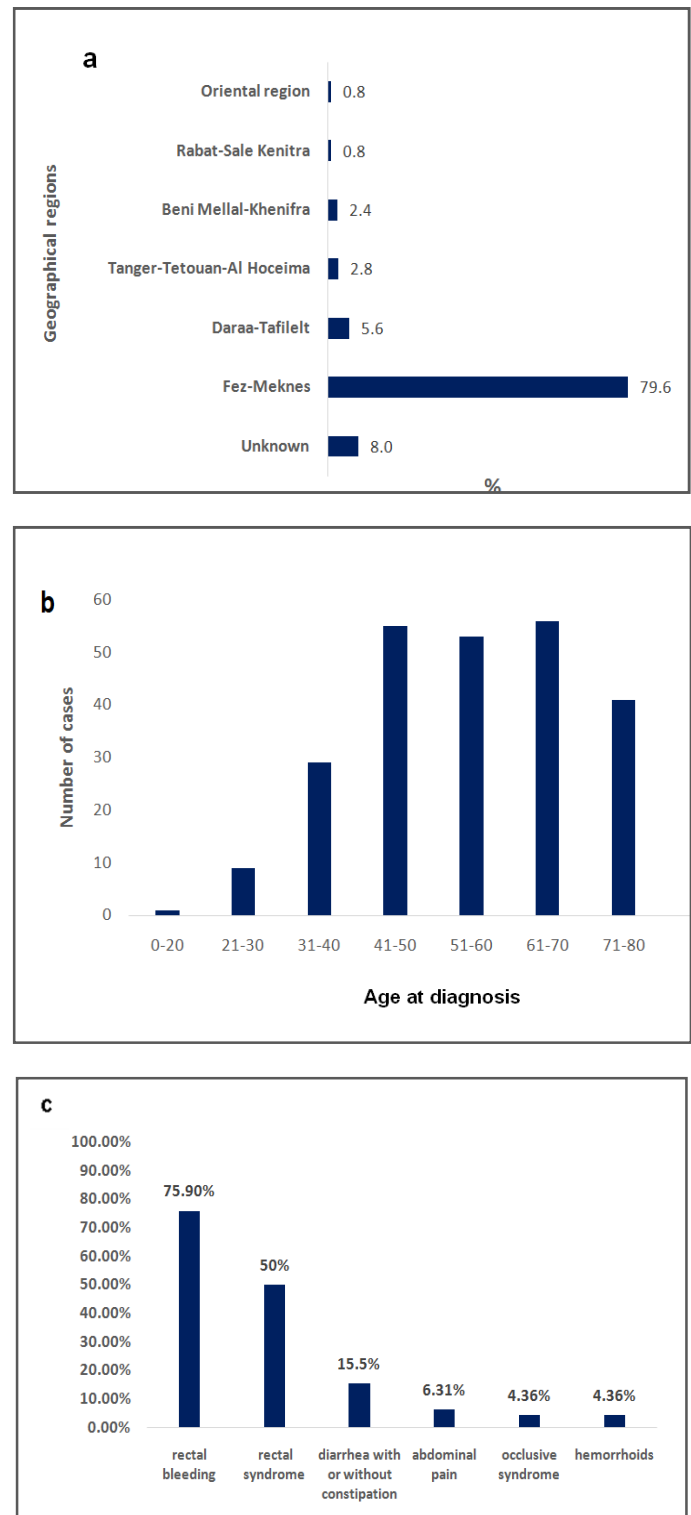 a
Geographical regions
Oriental region 0.8
Rabat-Sale Kenitra 0.8
Beni Mellal-Khenifra 2.4
Tanger-Tetouan-Al Hoceima 2.8
Daraa-Tafilelt 5.6
Fez-Meknes 79.6
Unknown 8.0
%
b
Number of cases
60
50
40
30
20
10
0
0-20 21-30 31-40 41-50 51-60 61-70 71-80
Age at diagnosis
c
100.00%
90.00%
80.00%
70.00%
60.00%
50.00%
40.00%
30.00%
20.00%
10.00%
0.00%
75.90%
50%
15.5%
6.31%
4.36%
4.36%
rectal
bleeding
rectal
syndrome
diarrhea with
or without
constipation
abdominal
pain
occlusive
syndrome
hemorrhoids